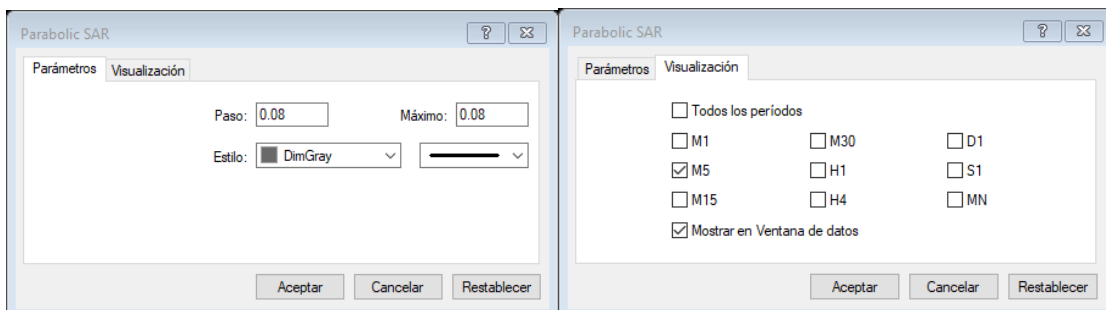 Parabolic SAR
Parámetros Visualización
Paso: 0.08 Máximo: 0.08
Estilo: DimGray
Aceptar Cancelar Restablecer
Parabolic SAR
Parámetros Visualización
Todos los períodos
M1 M30 D1
M5 H1 S1
M15 H4 MN
Mostrar en Ventana de datos
Aceptar Cancelar Restablecer